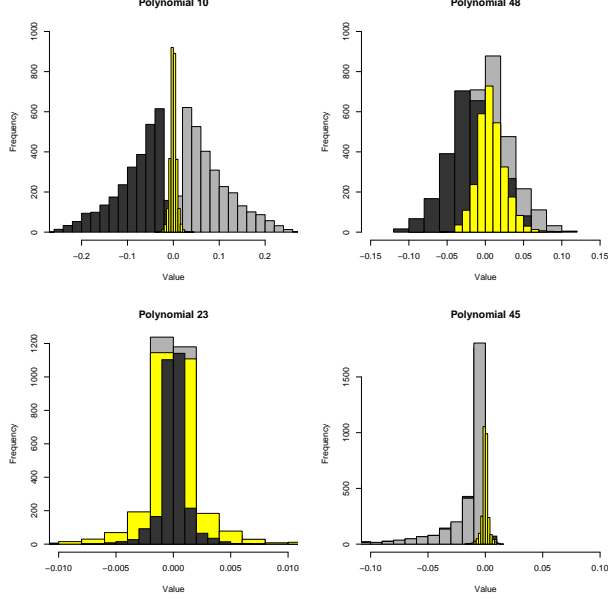 Polynomial 10
Frequency
1000
800
600
400
200
0
−0.2 −0.1 0.0 0.1 0.2
Value
Polynomial 48
Frequency
1000
800
600
400
200
0
−0.15 −0.10 −0.05 0.00 0.05 0.10 0.15
Value
Polynomial 23
Frequency
1200
1000
800
600
400
200
0
−0.010 −0.005 0.000 0.005 0.010
Value
Polynomial 45
Frequency
1500
1000
500
0
−0.10 −0.05 0.00 0.05 0.10
Value